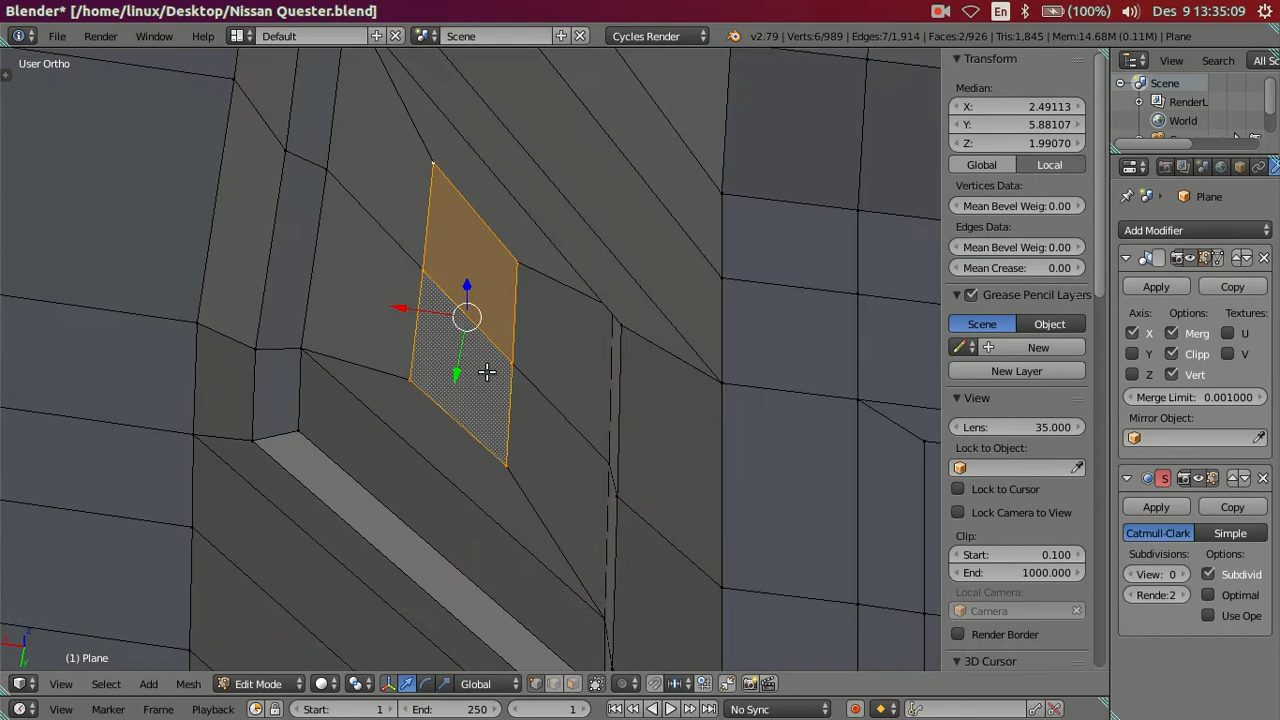 Blender* [/home/linux/Desktop/Nissan Quester.blend] En (100%) Des 9 13:35:09
File Render Window Help Default Scene Cycles Render v2.79 | Verts:6/989 | Edges:7/1,914 | Faces:2/926 | Tris:1,845 | Mem:14.68M (0.11M) | Plane
User Ortho
Transform
Median:
X: 2.49113
Y: 5.88107
Z: 1.99070
Global Local
Vertices Data:
Mean Bevel Weig: 0.00
Edges Data:
Mean Bevel Weig: 0.00
Mean Crease: 0.00
Grease Pencil Layers
Scene Object
New
New Layer
View
Lens: 35.000
Lock to Object:
Lock to Cursor
Lock Camera to View
Clip:
Start: 0.100
End: 1000.000
Local Camera:
Camera
Render Border
3D Cursor
View Search All Sc
Scene
RenderL
World
Plane
Add Modifier
Apply Copy
Axis: Options: Textures:
X Merg U
Y Clipp V
Z Vert
Merge Limit: 0.001000
Mirror Object:
S
Apply Copy
Catmull-Clark Simple
Subdivisions: Options:
View: 0 Subdivid
Rende: 2 Optimal
Use Ope
x z y
(1) Plane
View Select Add Mesh Edit Mode Global
View Marker Frame Playback Start: 1 End: 250 1 No Sync